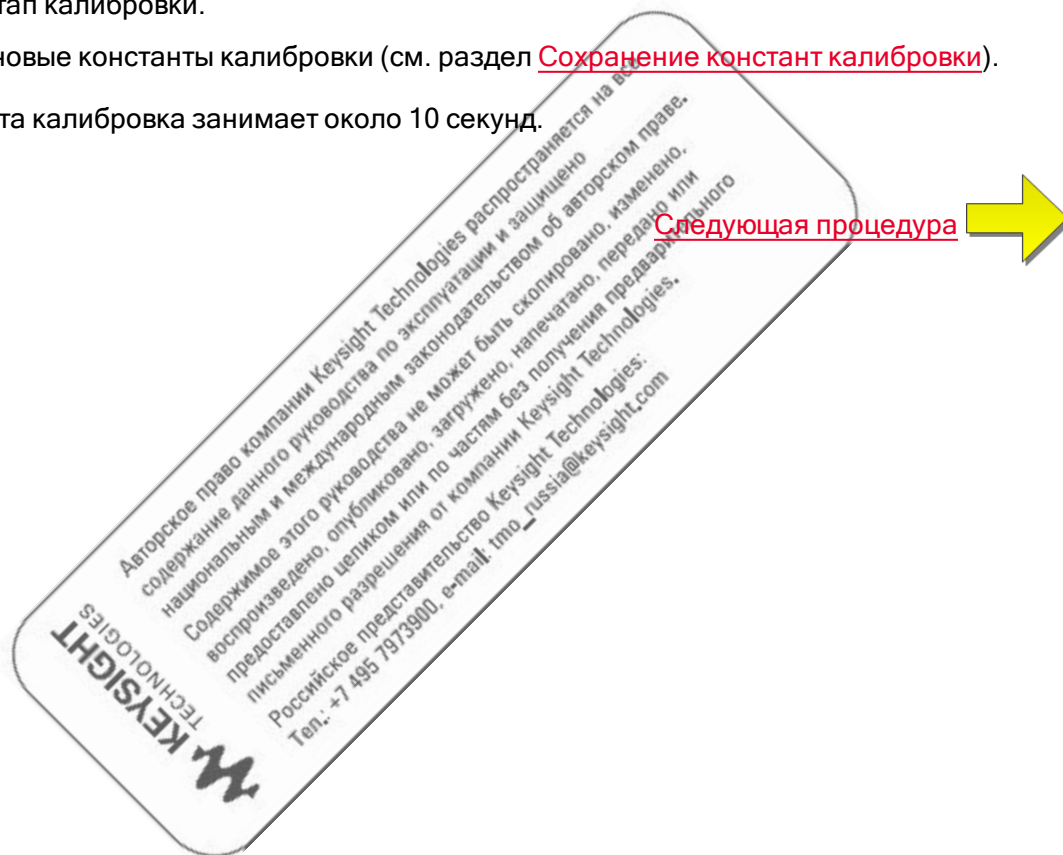 тап калибровки.
новые константы калибровки (см. раздел Сохранение констант калибровки).
та калибровка занимает около 10 секунд.
Следующая процедура
KEYSIGHT
TECHNOLOGIES
Авторское право компании Keysight Technologies распространяется на все
содержание данного руководства по эксплуатации и защищено
национальным и международным законодательством об авторском праве.
Содержимое этого руководства не может быть скопировано, изменено,
воспроизведено, опубликовано, загружено, напечатано, передано или
предоставлено целиком или по частям без получения предварительного
письменного разрешения от компании Keysight Technologies.
Российское представительство Keysight Technologies:
Тел.: +7 495 7973900, e-mail: tmo_russia@keysight.com